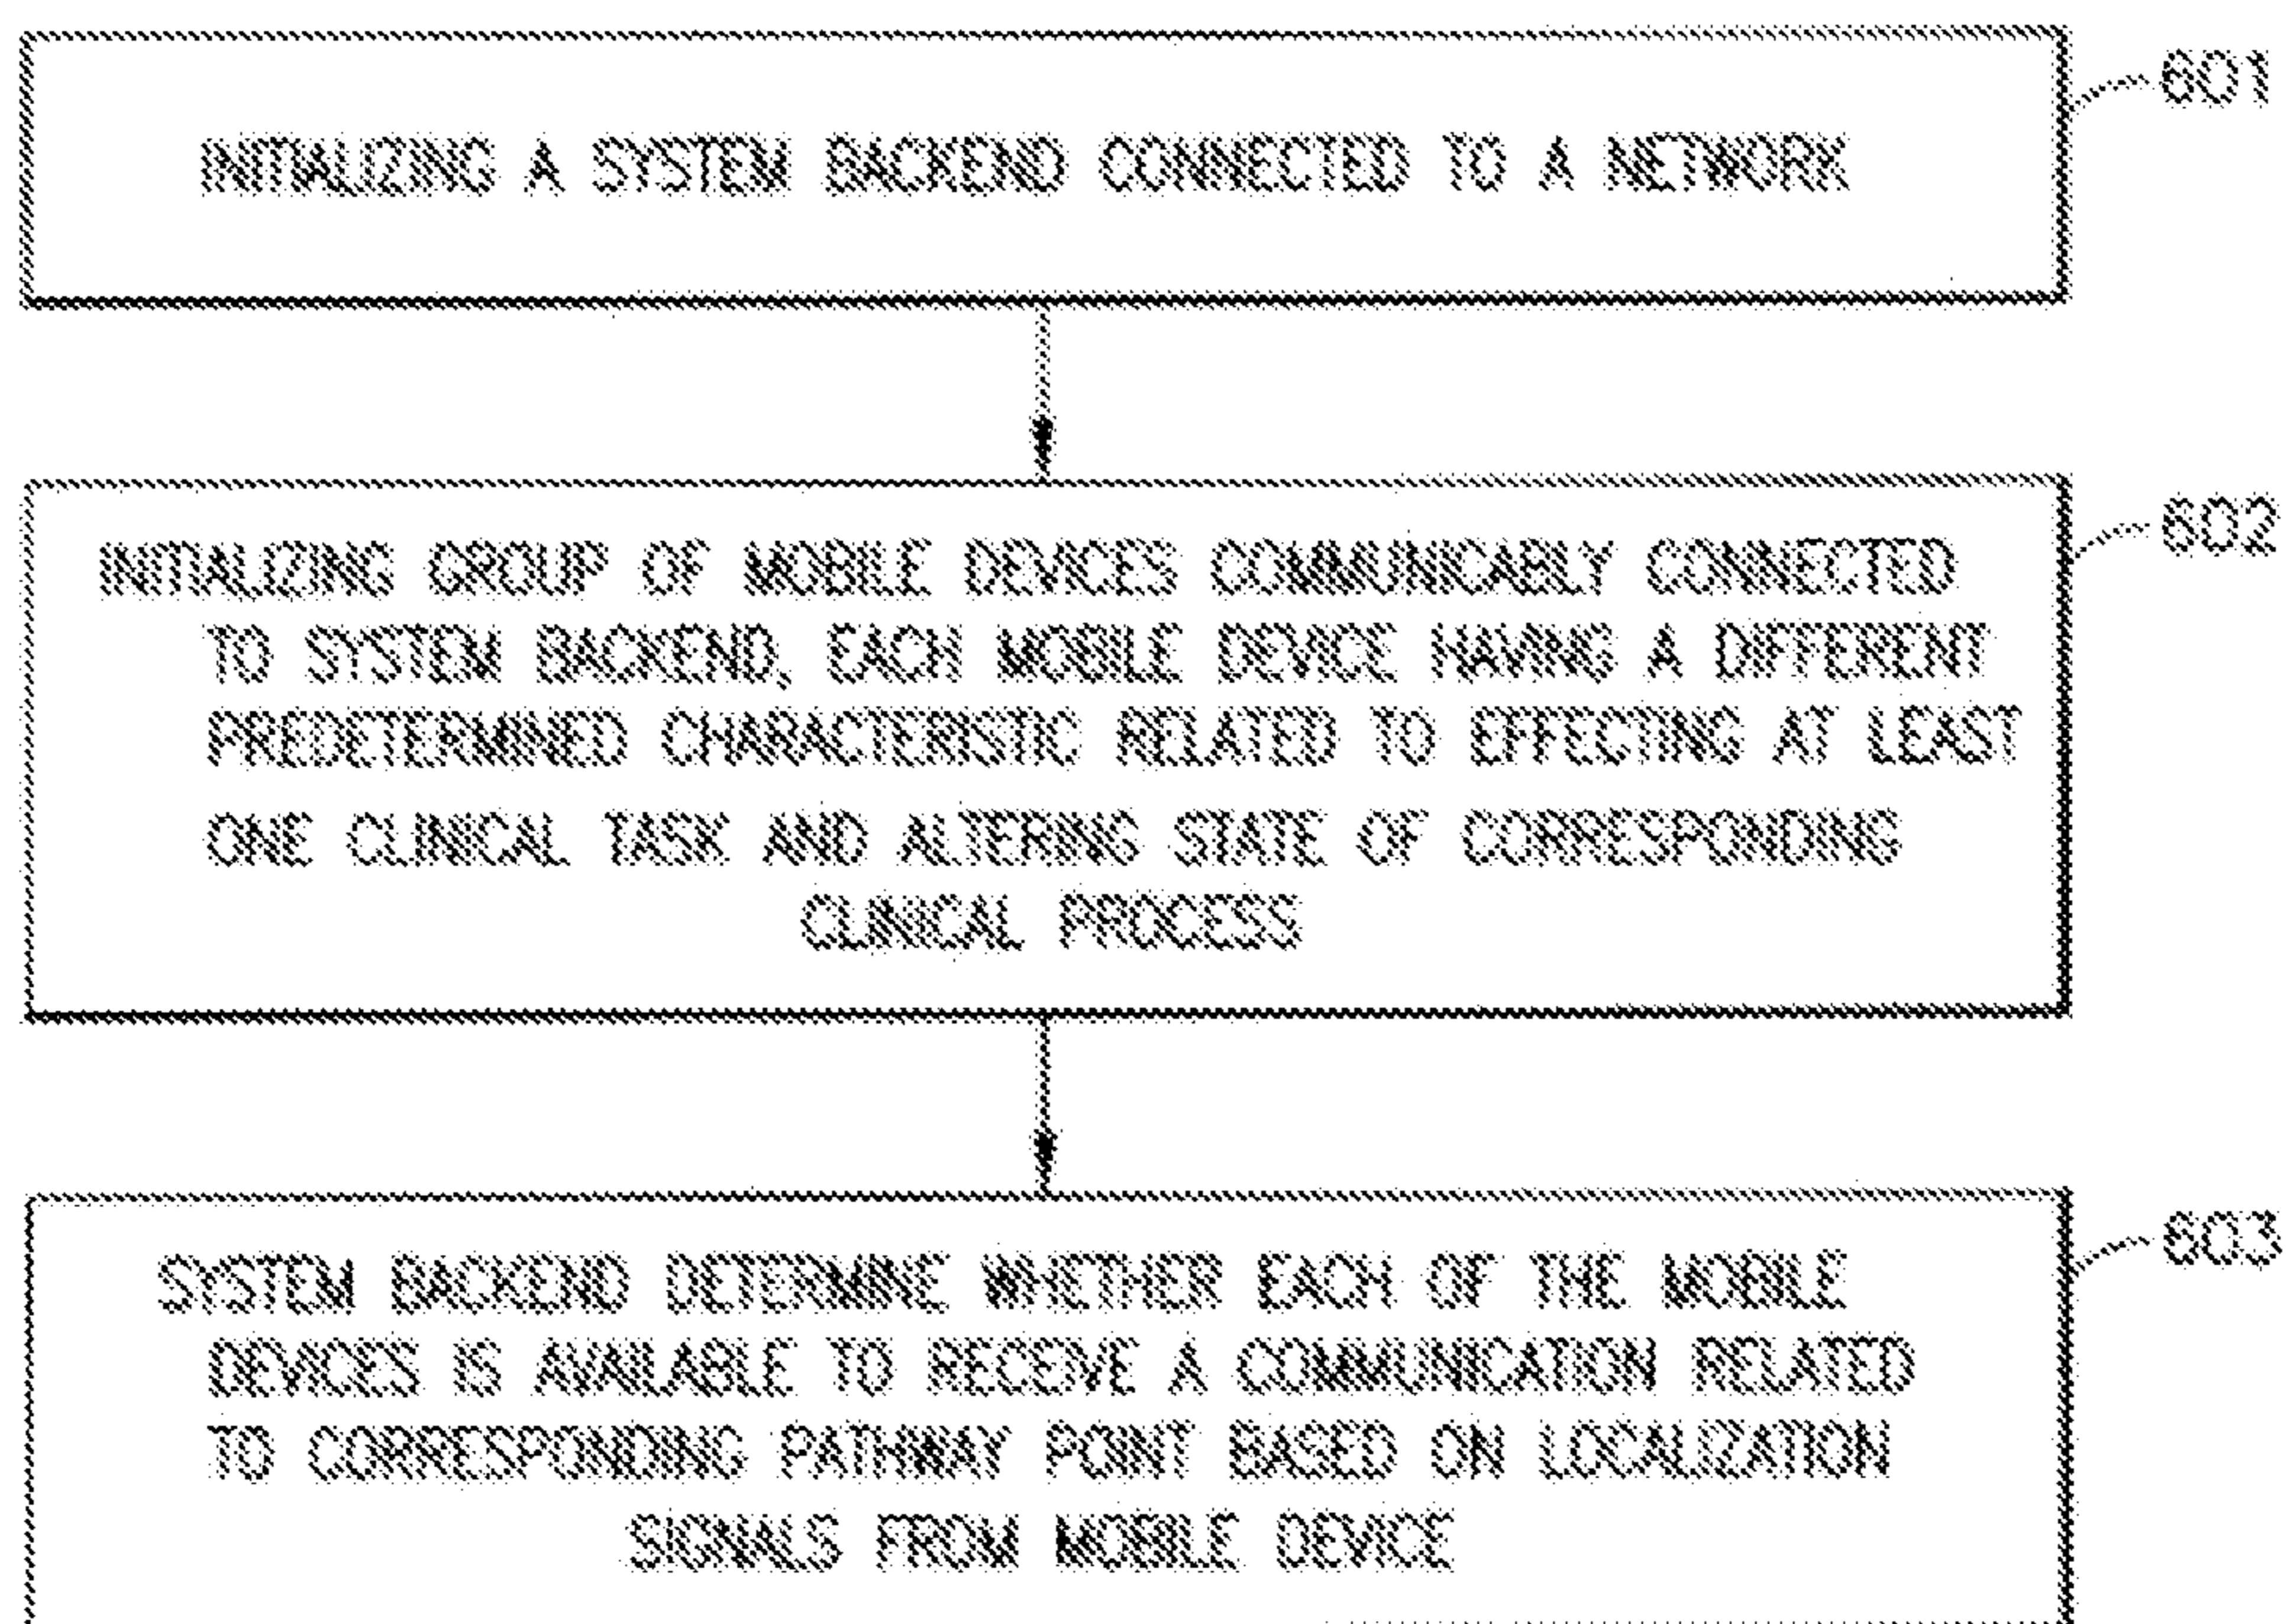 601
INITIALIZING A SYSTEM BACKEND CONNECTED TO A NETWORK
602
INITIALIZING GROUP OF MOBILE DEVICES COMMUNICABLY CONNECTED
TO SYSTEM BACKEND, EACH MOBILE DEVICE HAVING A DIFFERENT
PREDETERMINED CHARACTERISTIC RELATED TO EFFECTING AT LEAST
ONE CLINICAL TASK AND ALTERING STATE OF CORRESPONDING
CLINICAL PROCESS
603
SYSTEM BACKEND DETERMINE WHETHER EACH OF THE MOBILE
DEVICES IS AVAILABLE TO RECEIVE A COMMUNICATION RELATED
TO CORRESPONDING PATHWAY POINT BASED ON LOCALIZATION
SIGNALS FROM MOBILE DEVICE